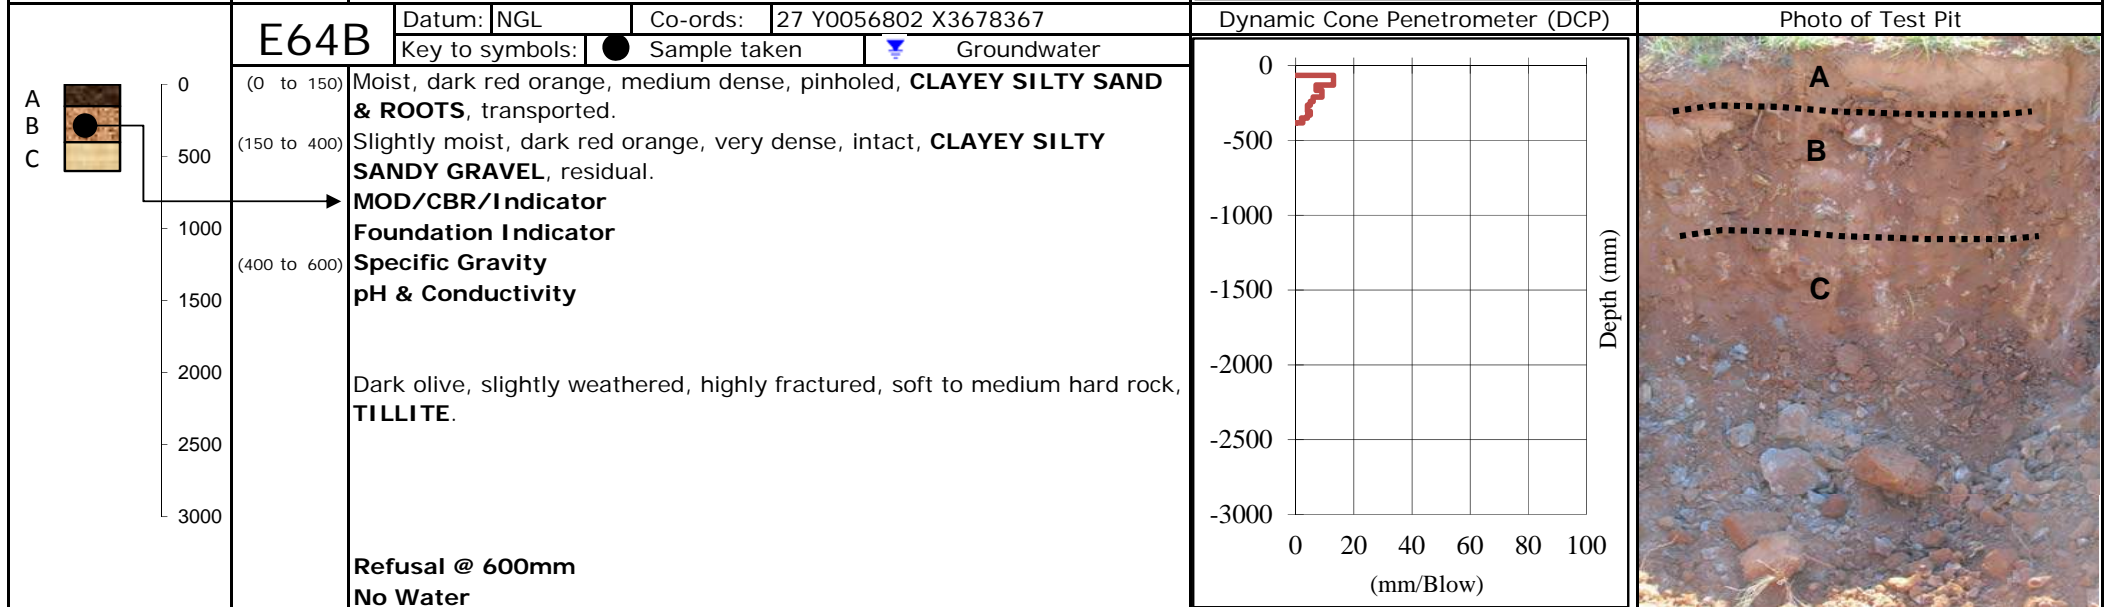 E64B
Datum: NGL Co-ords: 27 Y0056802 X3678367
Key to symbols: Sample taken Groundwater
A
B
C
0
500
1000
1500
2000
2500
3000
(0 to 150) Moist, dark red orange, medium dense, pinholed, CLAYEY SILTY SAND
& ROOTS, transported.
(150 to 400) Slightly moist, dark red orange, very dense, intact, CLAYEY SILTY
SANDY GRAVEL, residual.
MOD/CBR/Indicator
Foundation Indicator
(400 to 600) Specific Gravity
pH & Conductivity
Dark olive, slightly weathered, highly fractured, soft to medium hard rock,
TILLITE.
Refusal @ 600mm
No Water
Dynamic Cone Penetrometer (DCP)
0
-500
-1000
-1500
-2000
-2500
-3000
0 20 40 60 80 100
(mm/Blow)
Depth (mm)
Photo of Test Pit
A
B
C